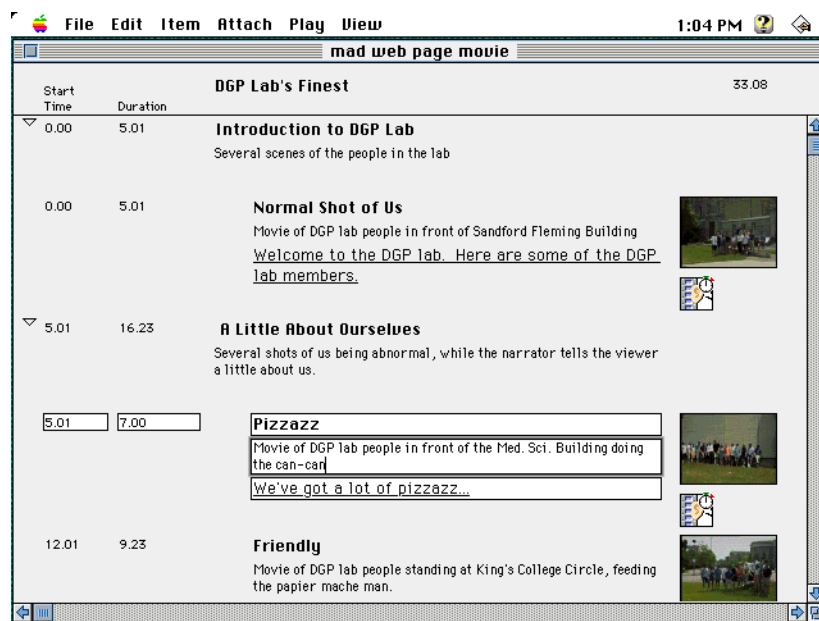 File Edit Item Attach Play View 1:04 PM
mad web page movie
Start Time Duration DGP Lab's Finest 33.08
0.00 5.01 Introduction to DGP Lab
Several scenes of the people in the lab
0.00 5.01 Normal Shot of Us
Movie of DGP lab people in front of Sandford Fleming Building
Welcome to the DGP lab. Here are some of the DGP
lab members.
5.01 16.23 A Little About Ourselves
Several shots of us being abnormal, while the narrator tells the viewer
a little about us.
5.01 7.00 Pizzazz
Movie of DGP lab people in front of the Med. Sci. Building doing
the can-can
We've got a lot of pizzazz...
12.01 9.23 Friendly
Movie of DGP lab people standing at King's College Circle, feeding
the papier mache man.